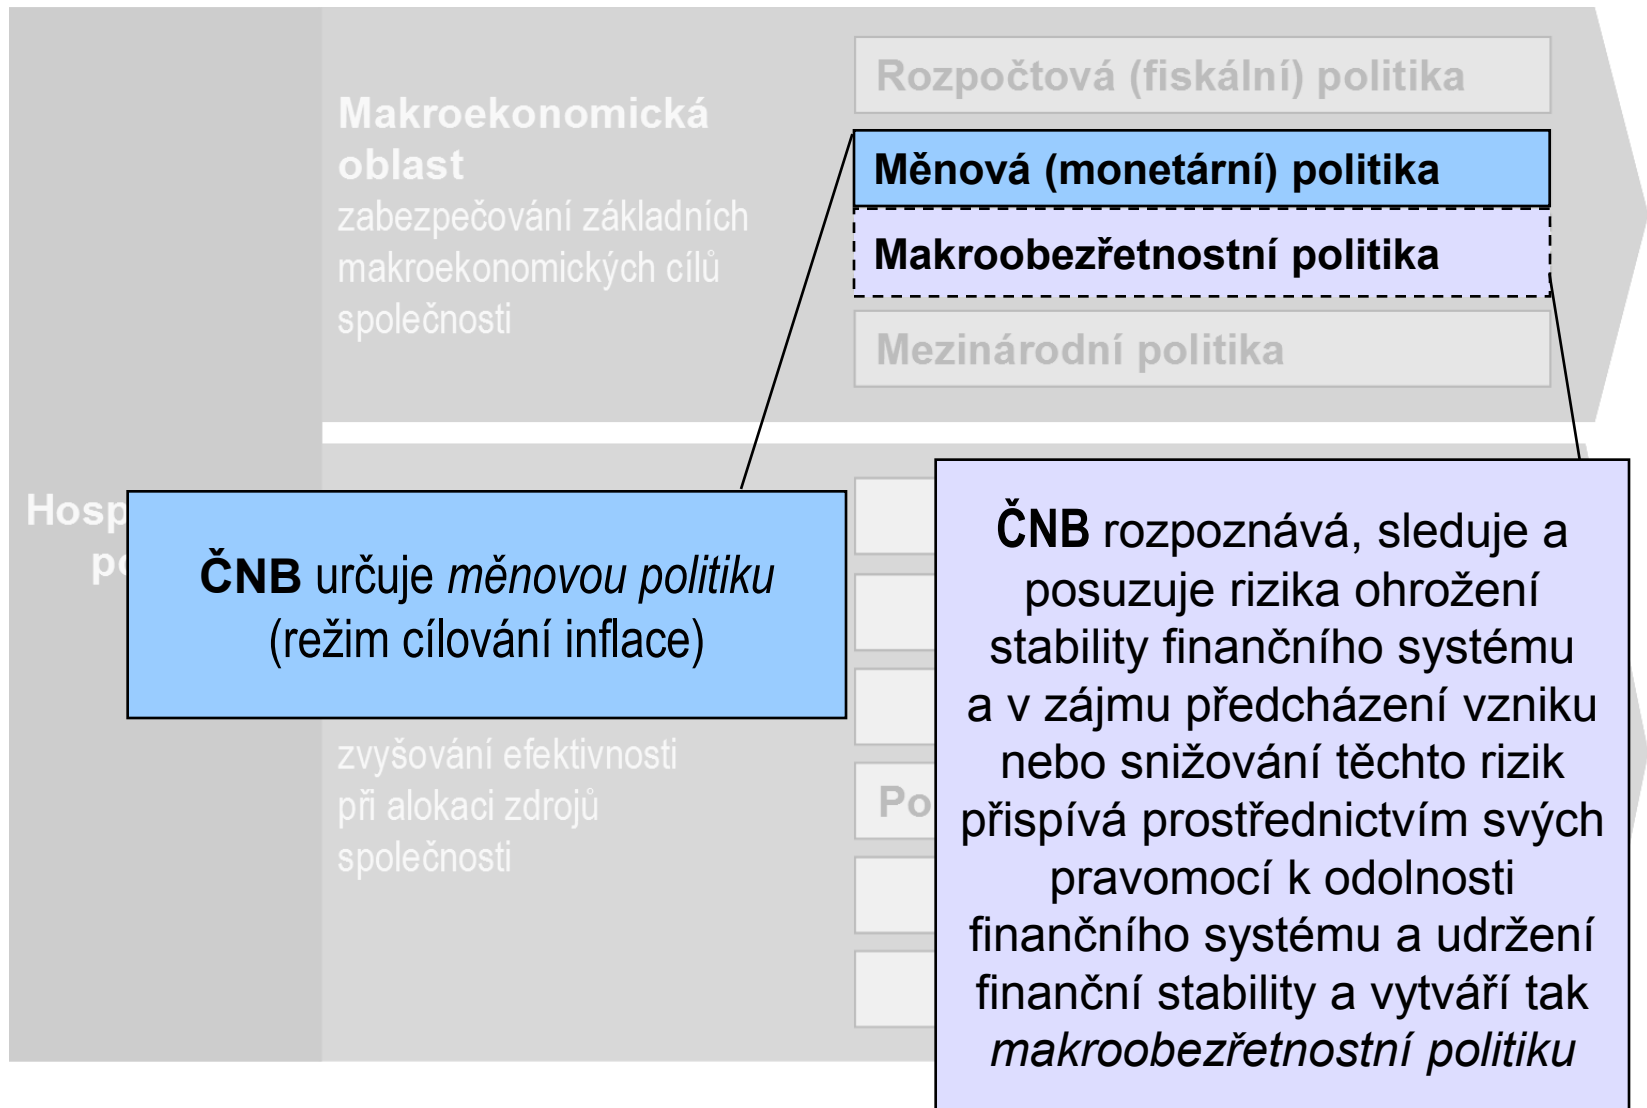 Rozpočtová (fiskální) politika
Makroekonomická
oblast
zabezpečování základních
makroekonomických cílů
společnosti
Měnová (monetární) politika
Makroobezřetnostní politika
Mezinárodní politika
Hosp
po
ČNB určuje měnovou politiku
(režim cílování inflace)
zvyšování efektivnosti
při alokaci zdrojů
společnosti
Po
ČNB rozpoznává, sleduje a
posuzuje rizika ohrožení
stability finančního systému
a v zájmu předcházení vzniku
nebo snižování těchto rizik
přispívá prostřednictvím svých
pravomocí k odolnosti
finančního systému a udržení
finanční stability a vytváří tak
makroobezřetnostní politiku